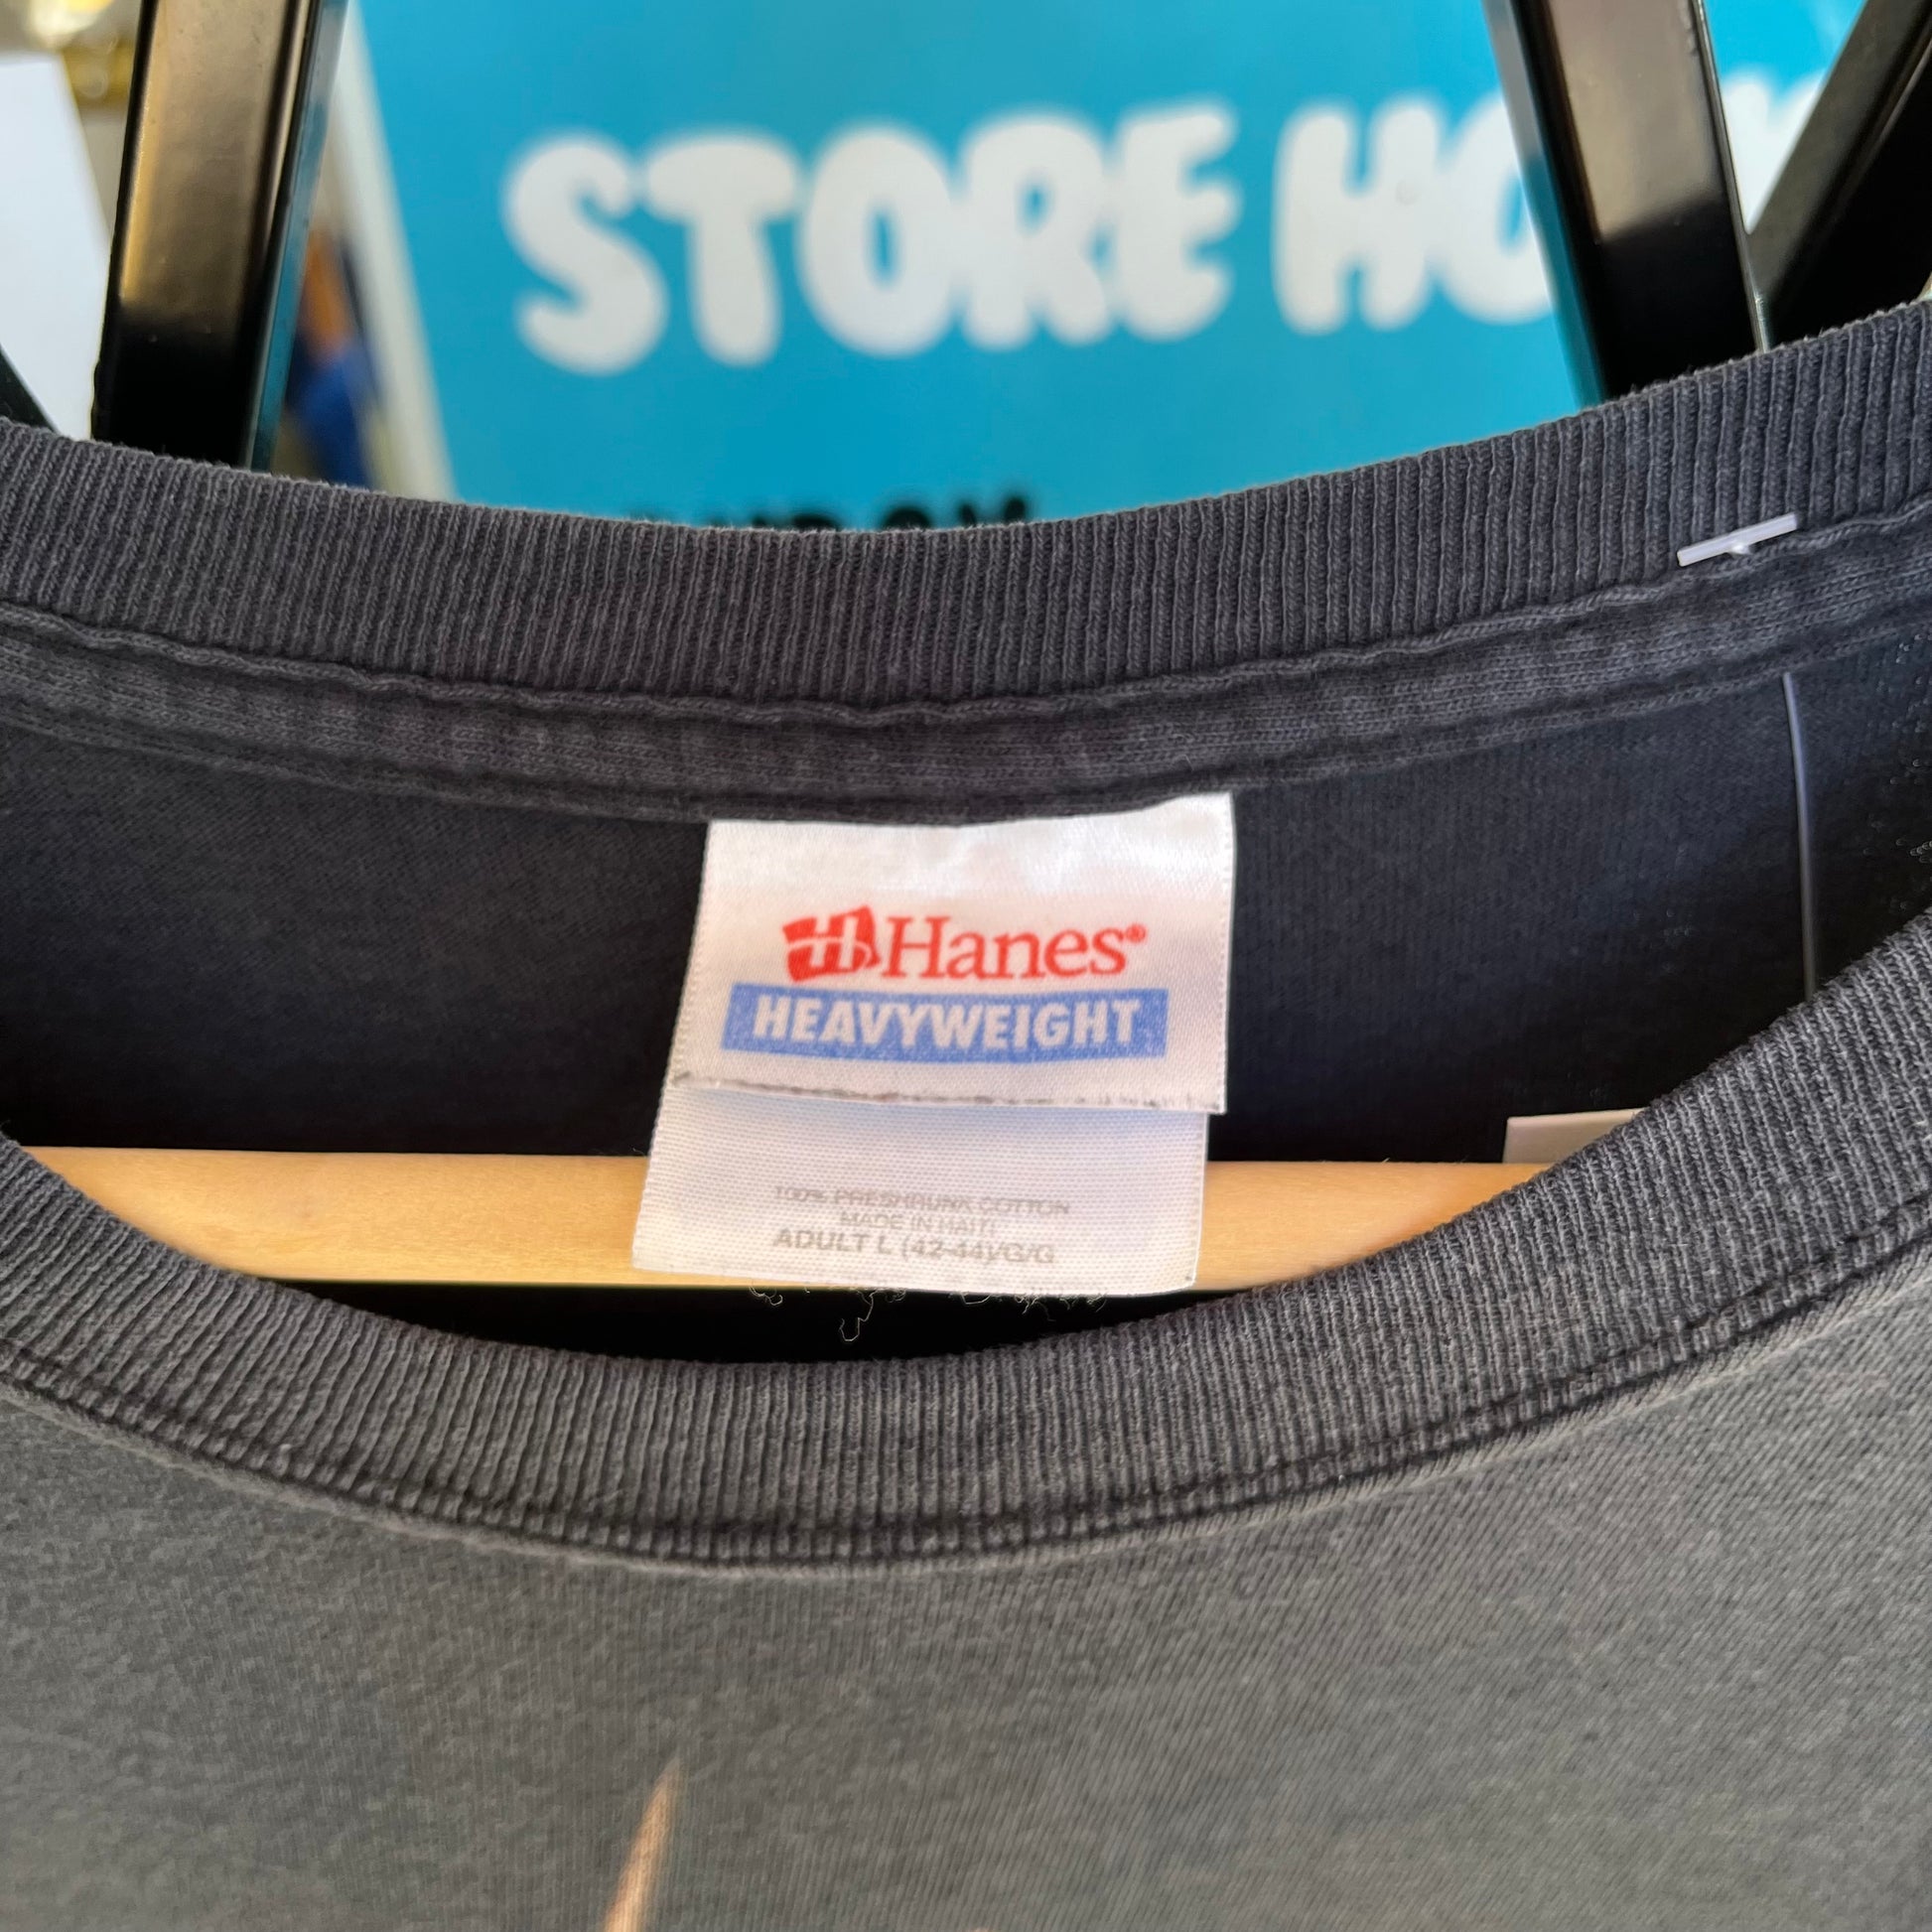 STORE HO
Hanes®
HEAVYWEIGHT
100% PRESHRUNK COTTON
MADE IN HAITI
ADULT L (42-44)/G/G